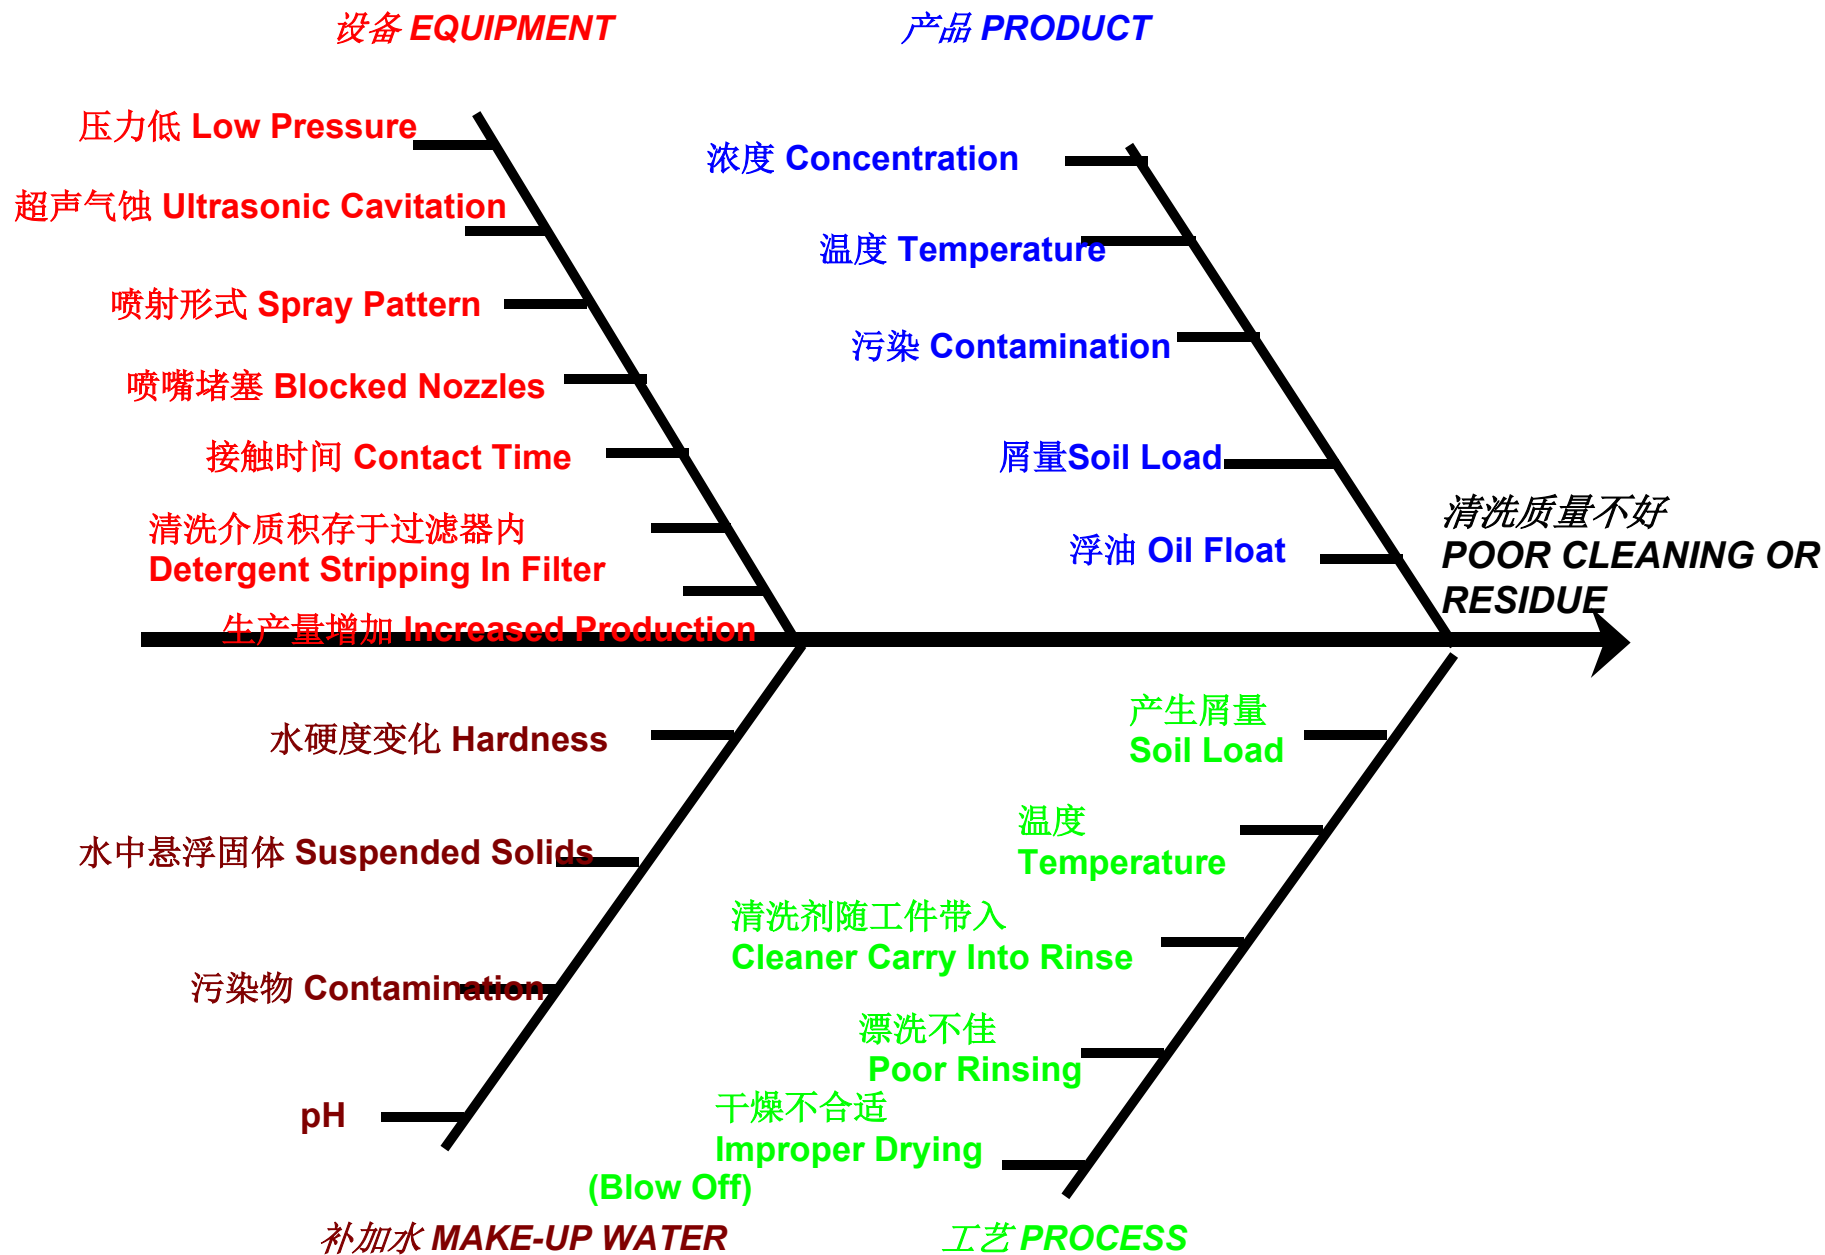 设备 EQUIPMENT
产品 PRODUCT
压力低 Low Pressure
超声气蚀 Ultrasonic Cavitation
喷射形式 Spray Pattern
喷嘴堵塞 Blocked Nozzles
接触时间 Contact Time
清洗介质积存于过滤器内
Detergent Stripping In Filter
生产量增加 Increased Production
浓度 Concentration
温度 Temperature
污染 Contamination
屑量Soil Load
浮油 Oil Float
清洗质量不好
POOR CLEANING OR
RESIDUE
水硬度变化 Hardness
水中悬浮固体 Suspended Solids
污染物 Contamination
pH
产生屑量
Soil Load
温度
Temperature
清洗剂随工件带入
Cleaner Carry Into Rinse
漂洗不佳
Poor Rinsing
干燥不合适
Improper Drying
(Blow Off)
补加水 MAKE-UP WATER
工艺 PROCESS